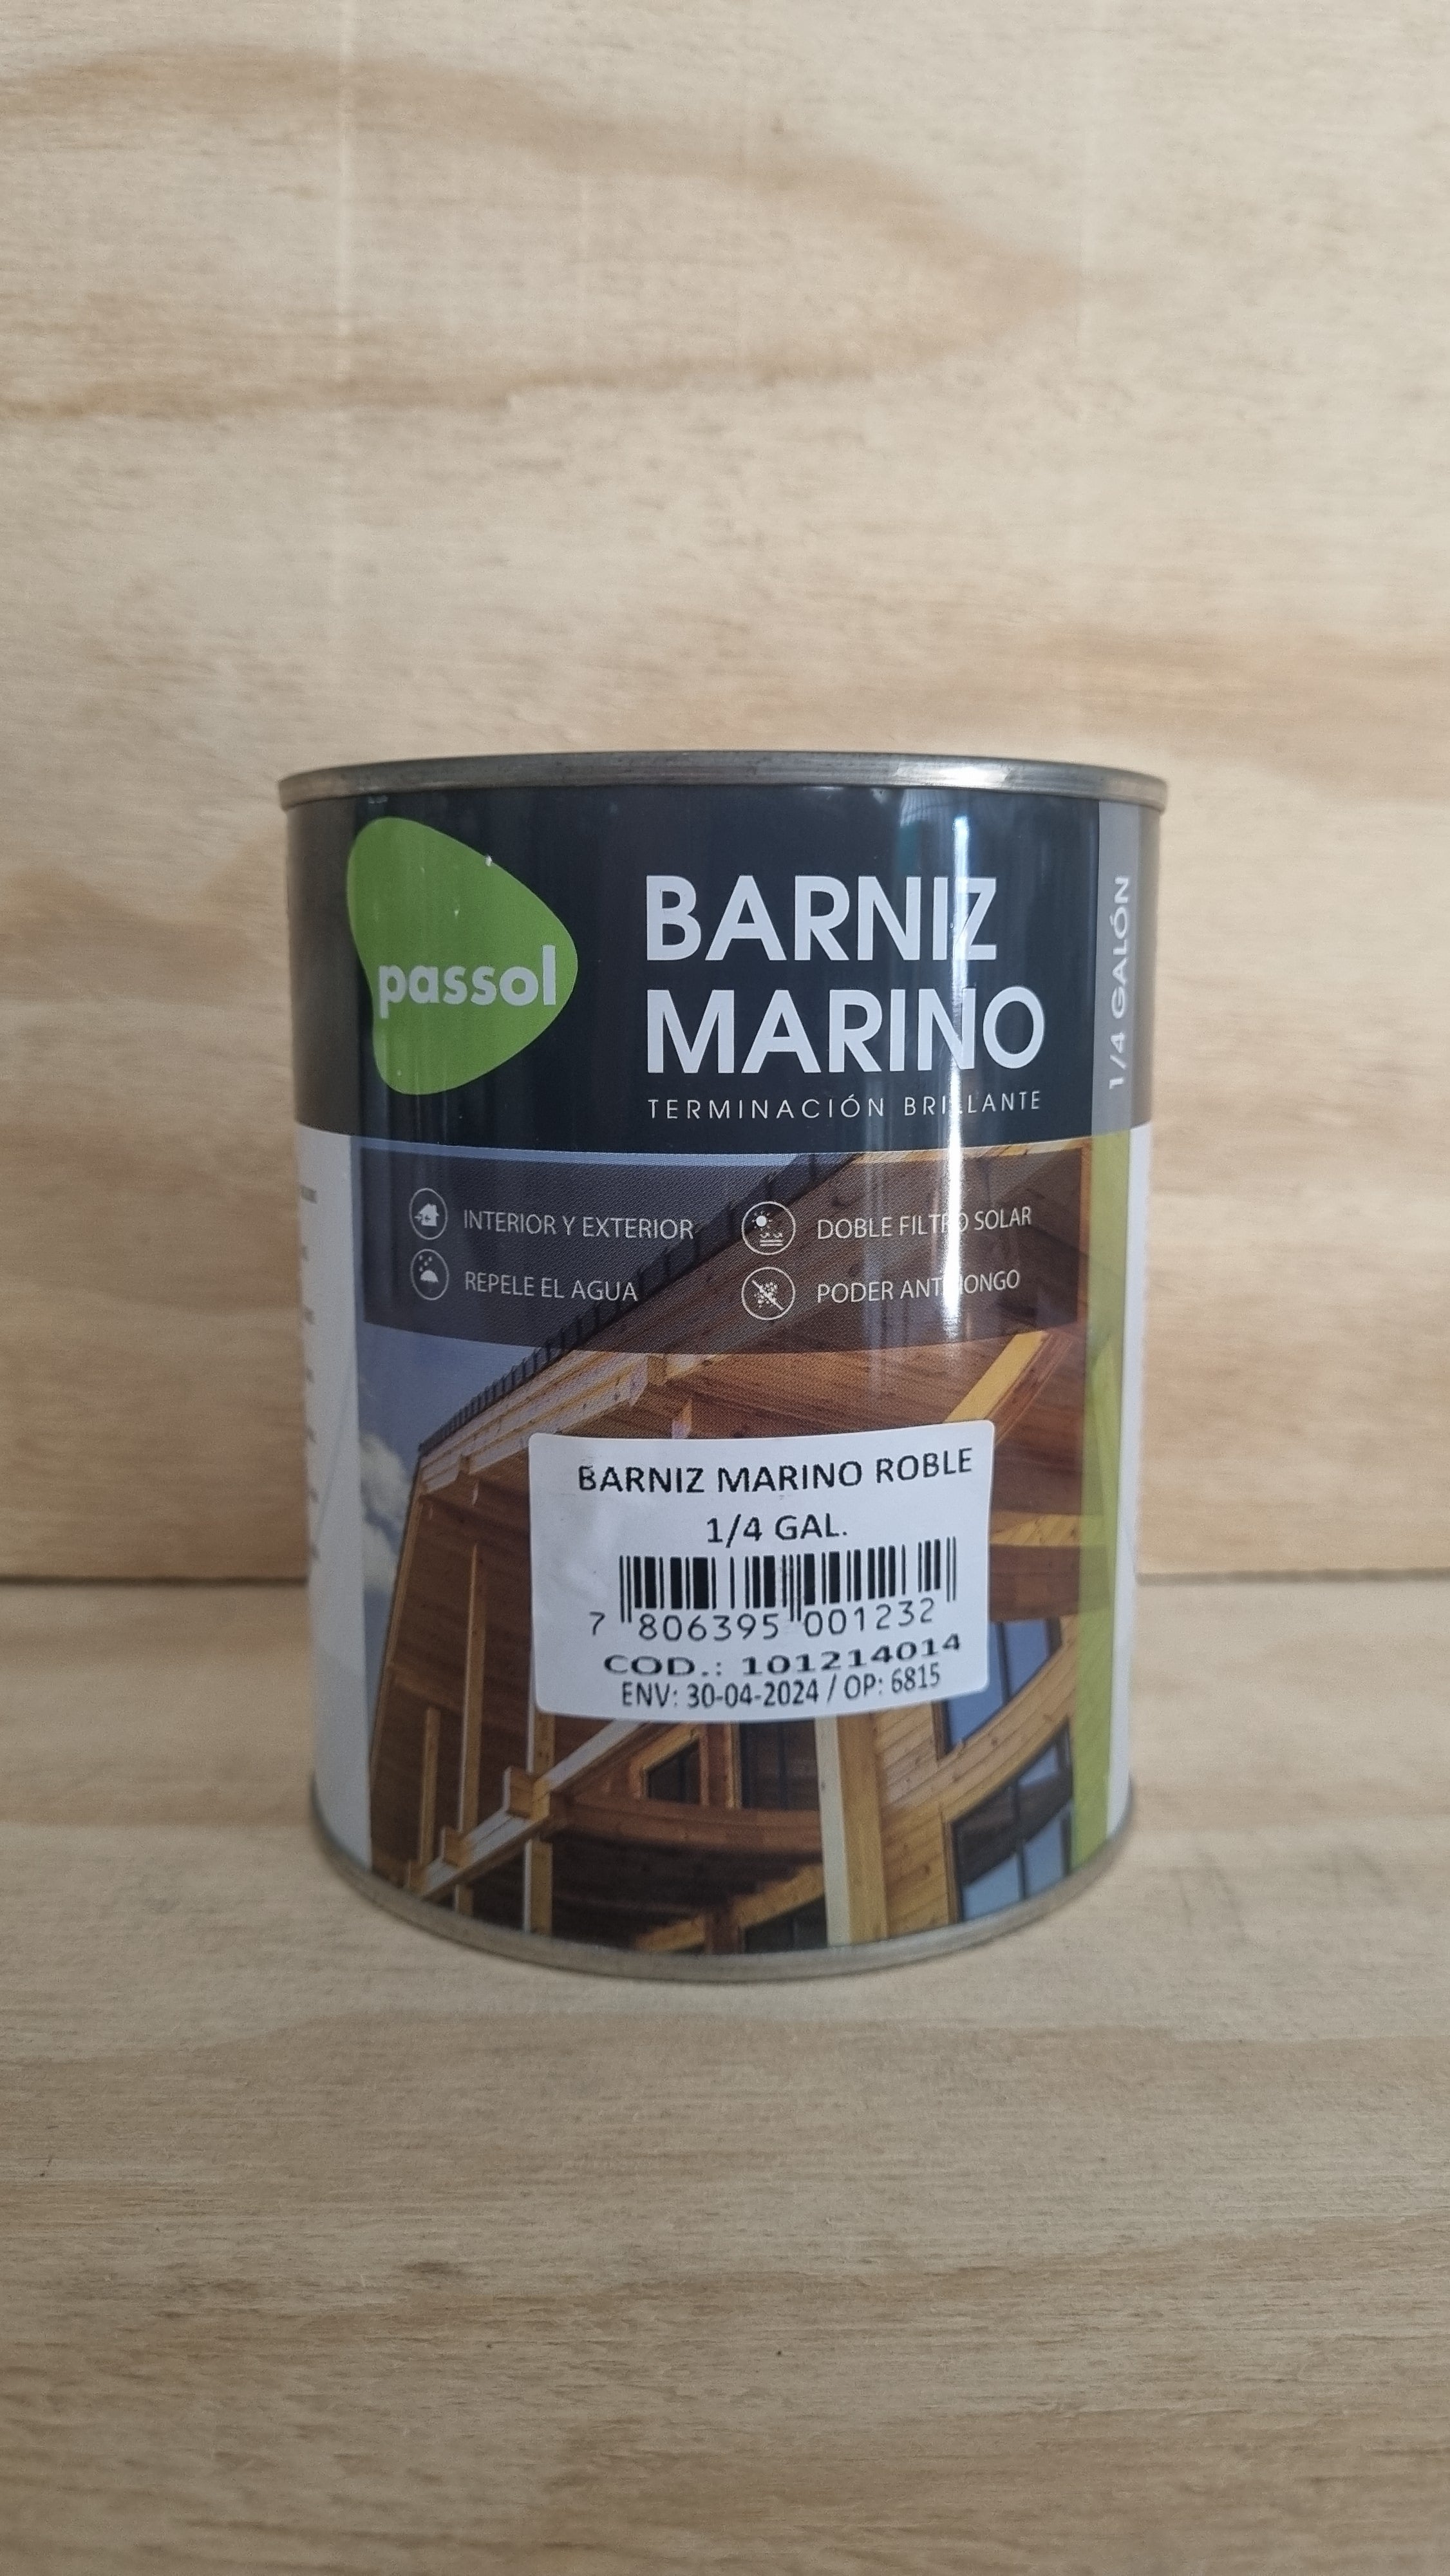 passol
BARNIZ
MARINO
TERMINACIÓN BRILLANTE
1/4 GALÓN
INTERIOR Y EXTERIOR
DOBLE FILTRO SOLAR
REPELE EL AGUA
PODER ANTIHONGO
BARNIZ MARINO ROBLE
1/4 GAL.
7 806395 001232
COD.: 101214014
ENV: 30-04-2024 / OP: 6815